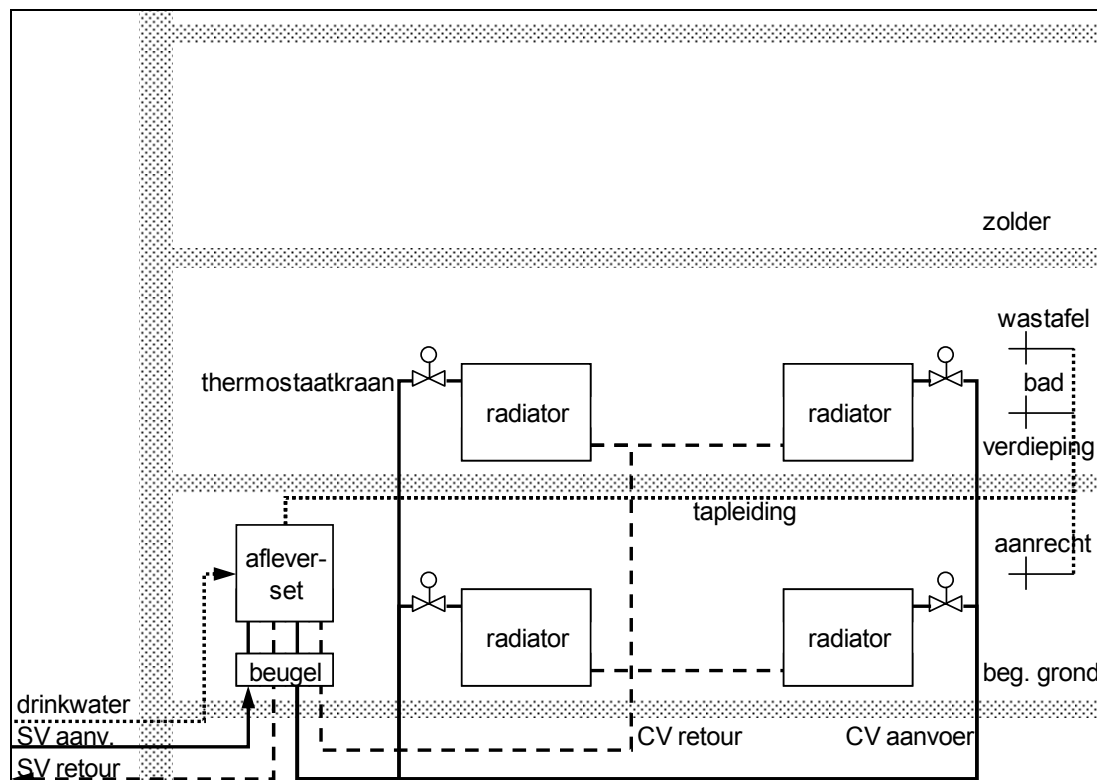 zolder
wastafel
thermostaatkraan
bad
radiator
radiator
verdieping
tapleiding
aflever-
set
aanrecht
radiator
radiator
beugel
beg. grond
drinkwater
SV aanv.
CV retour
CV aanvoer
SV retour